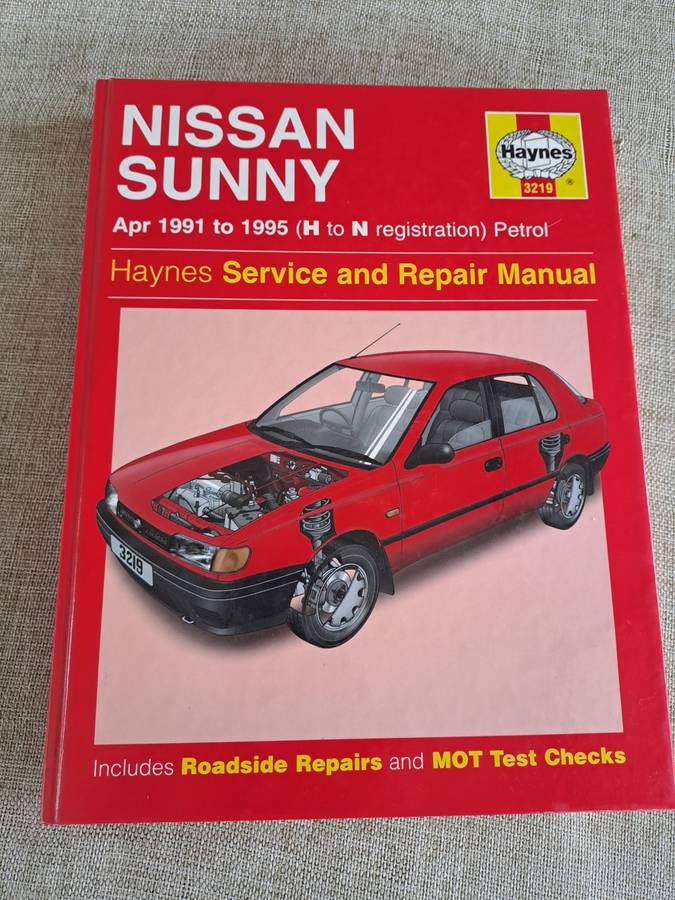 NISSAN
SUNNY
Haynes
3219
®
Apr 1991 to 1995 (H to N registration) Petrol
Haynes Service and Repair Manual
3219
Includes Roadside Repairs and MOT Test Checks